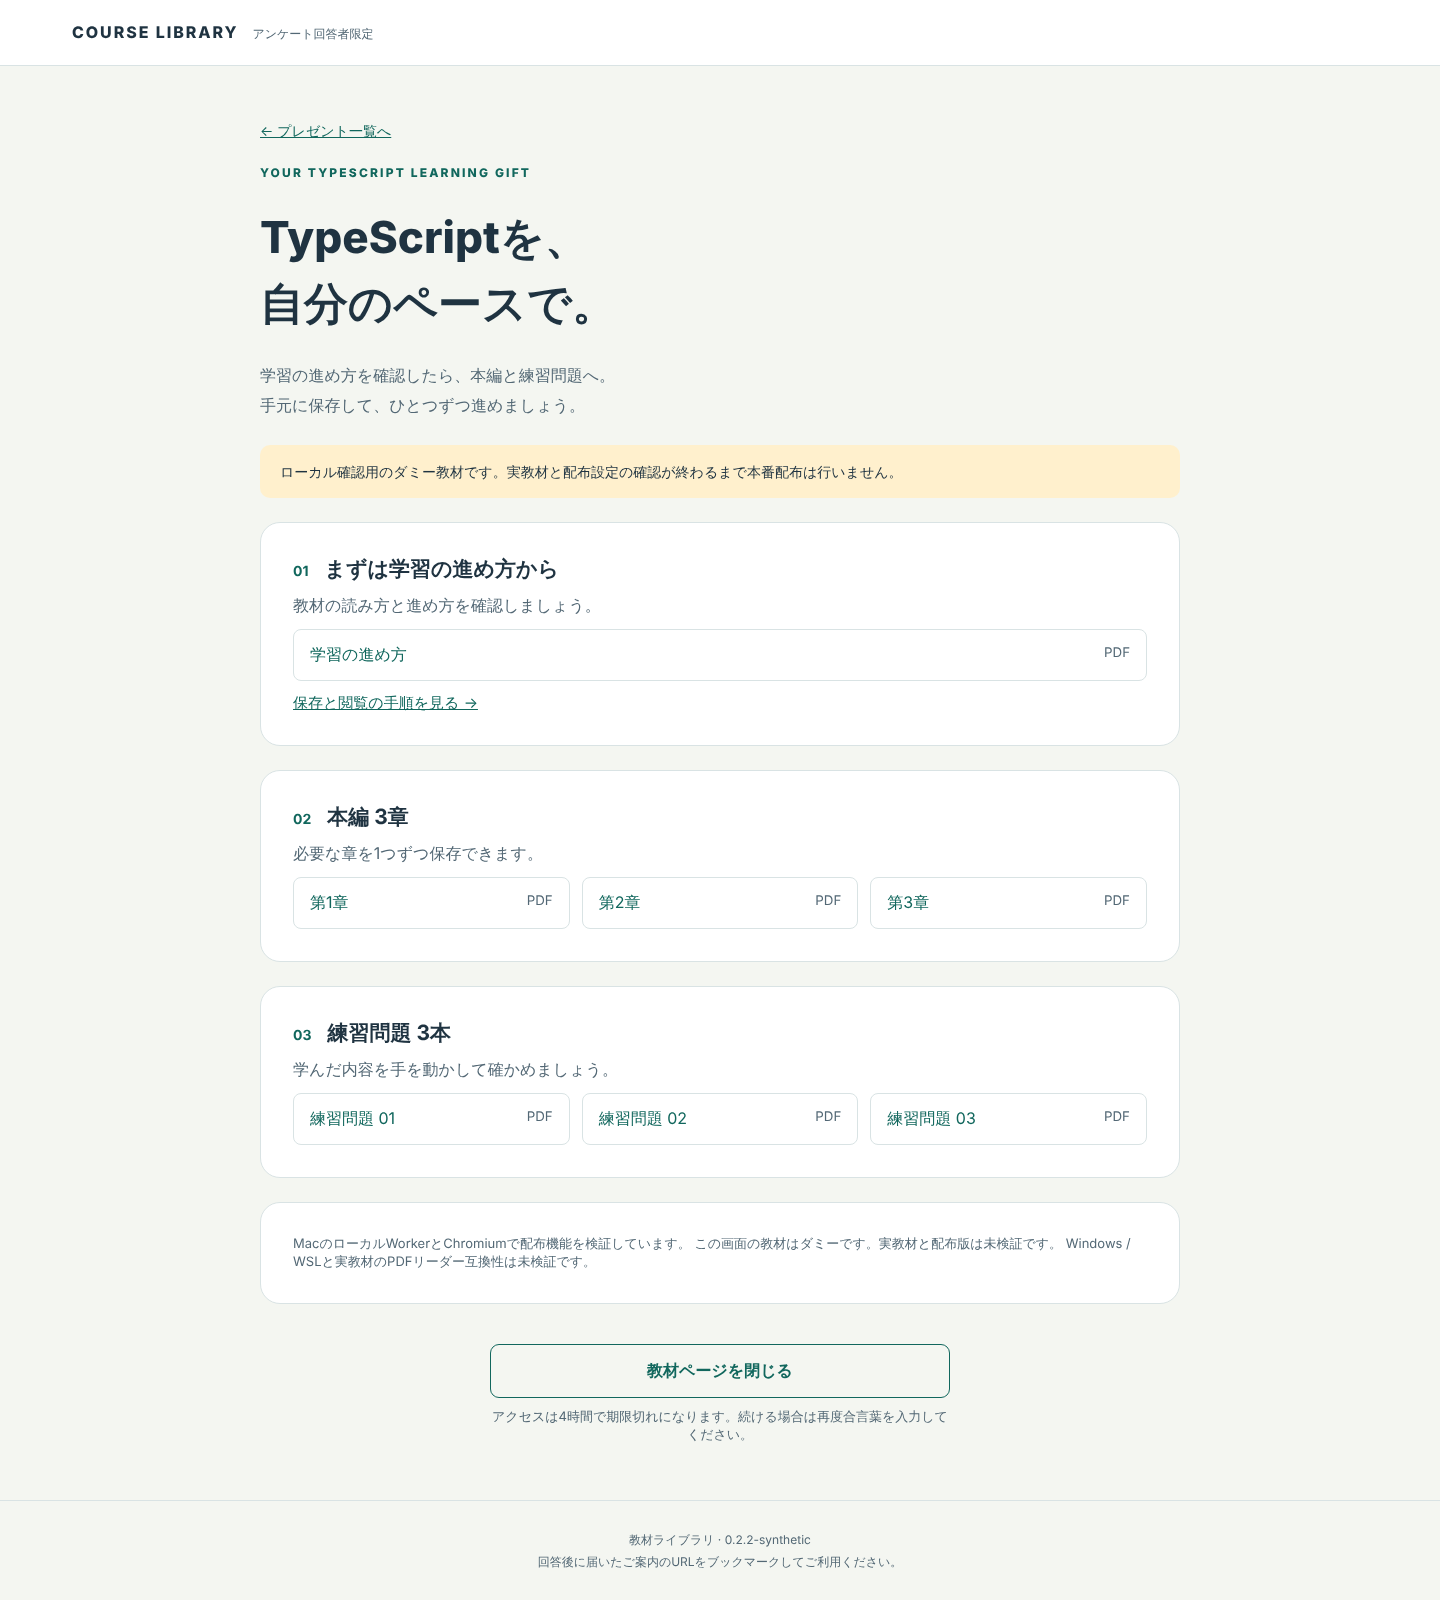 COURSE LIBRARY アンケート回答者限定
← プレゼント一覧へ
YOUR TYPESCRIPT LEARNING GIFT
TypeScriptを、
自分のペースで。
学習の進め方を確認したら、本編と練習問題へ。
手元に保存して、ひとつずつ進めましょう。
ローカル確認用のダミー教材です。実教材と配布設定の確認が終わるまで本番配布は行いません。
01 まずは学習の進め方から
教材の読み方と進め方を確認しましょう。
学習の進め方 PDF
保存と閲覧の手順を見る →
02 本編 3章
必要な章を1つずつ保存できます。
第1章 PDF 第2章 PDF 第3章 PDF
03 練習問題 3本
学んだ内容を手を動かして確かめましょう。
練習問題 01 PDF 練習問題 02 PDF 練習問題 03 PDF
MacのローカルWorkerとChromiumで配布機能を検証しています。 この画面の教材はダミーです。実教材と配布版は未検証です。 Windows /
WSLと実教材のPDFリーダー互換性は未検証です。
教材ページを閉じる
アクセスは4時間で期限切れになります。続ける場合は再度合言葉を入力して
ください。
教材ライブラリ · 0.2.2-synthetic
回答後に届いたご案内のURLをブックマークしてご利用ください。